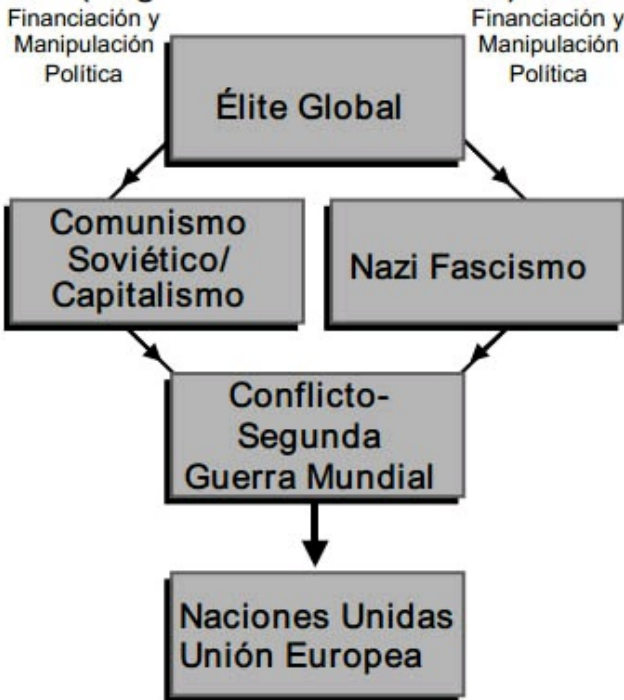 Financiación y
Manipulación
Política
Financiación y
Manipulación
Política
Élite Global
Comunismo
Soviético/
Capitalismo
Nazi Fascismo
Conflicto-
Segunda
Guerra Mundial
Naciones Unidas
Unión Europea